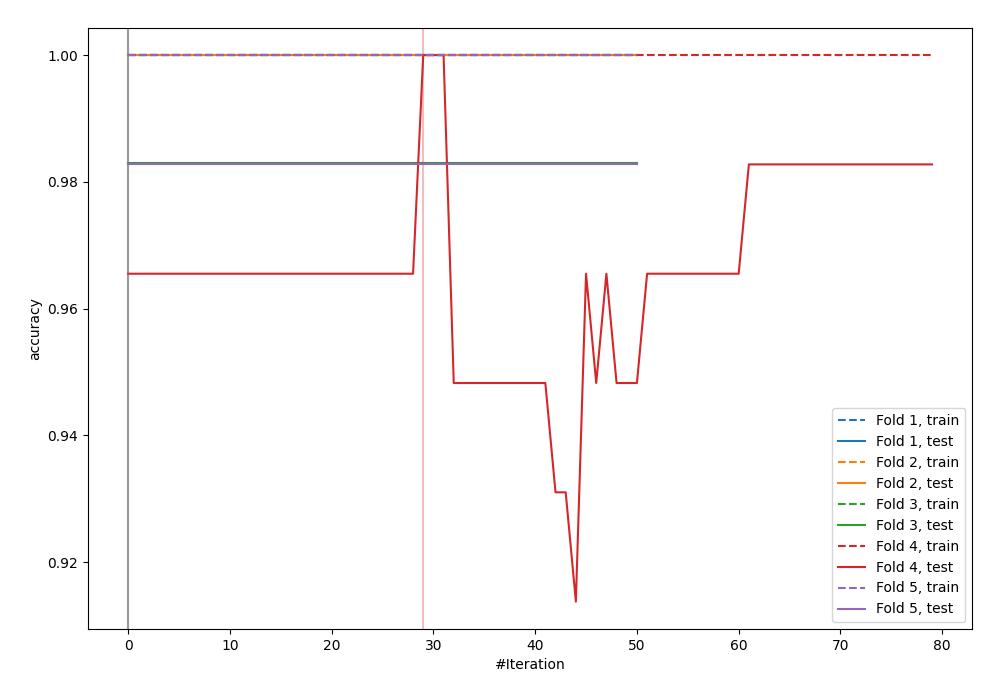 1.00
0.98
0.96
0.94
0.92
accuracy
0 10 20 30 40 50 60 70 80
#Iteration
Fold 1, train
Fold 1, test
Fold 2, train
Fold 2, test
Fold 3, train
Fold 3, test
Fold 4, train
Fold 4, test
Fold 5, train
Fold 5, test